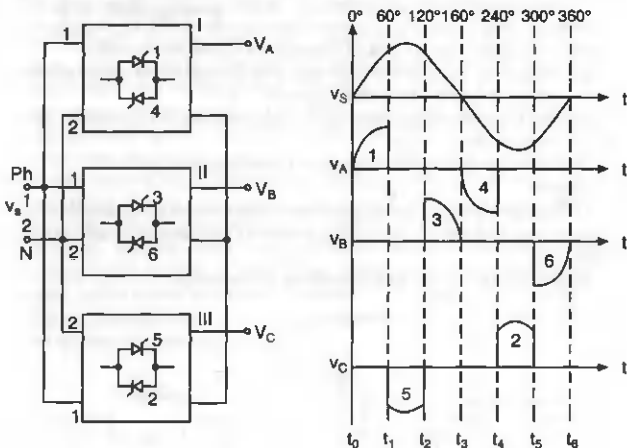 I
1
V_A
1
4
2
Ph
1
v_s
2
N
II
1
V_B
3
6
2
III
2
V_C
5
2
1
0° 60° 120° 160° 240° 300° 360°
v_S
t
v_A
1
4
t
3
v_B
t
6
2
v_C
t
5
t_0 t_1 t_2 t_3 t_4 t_5 t_6